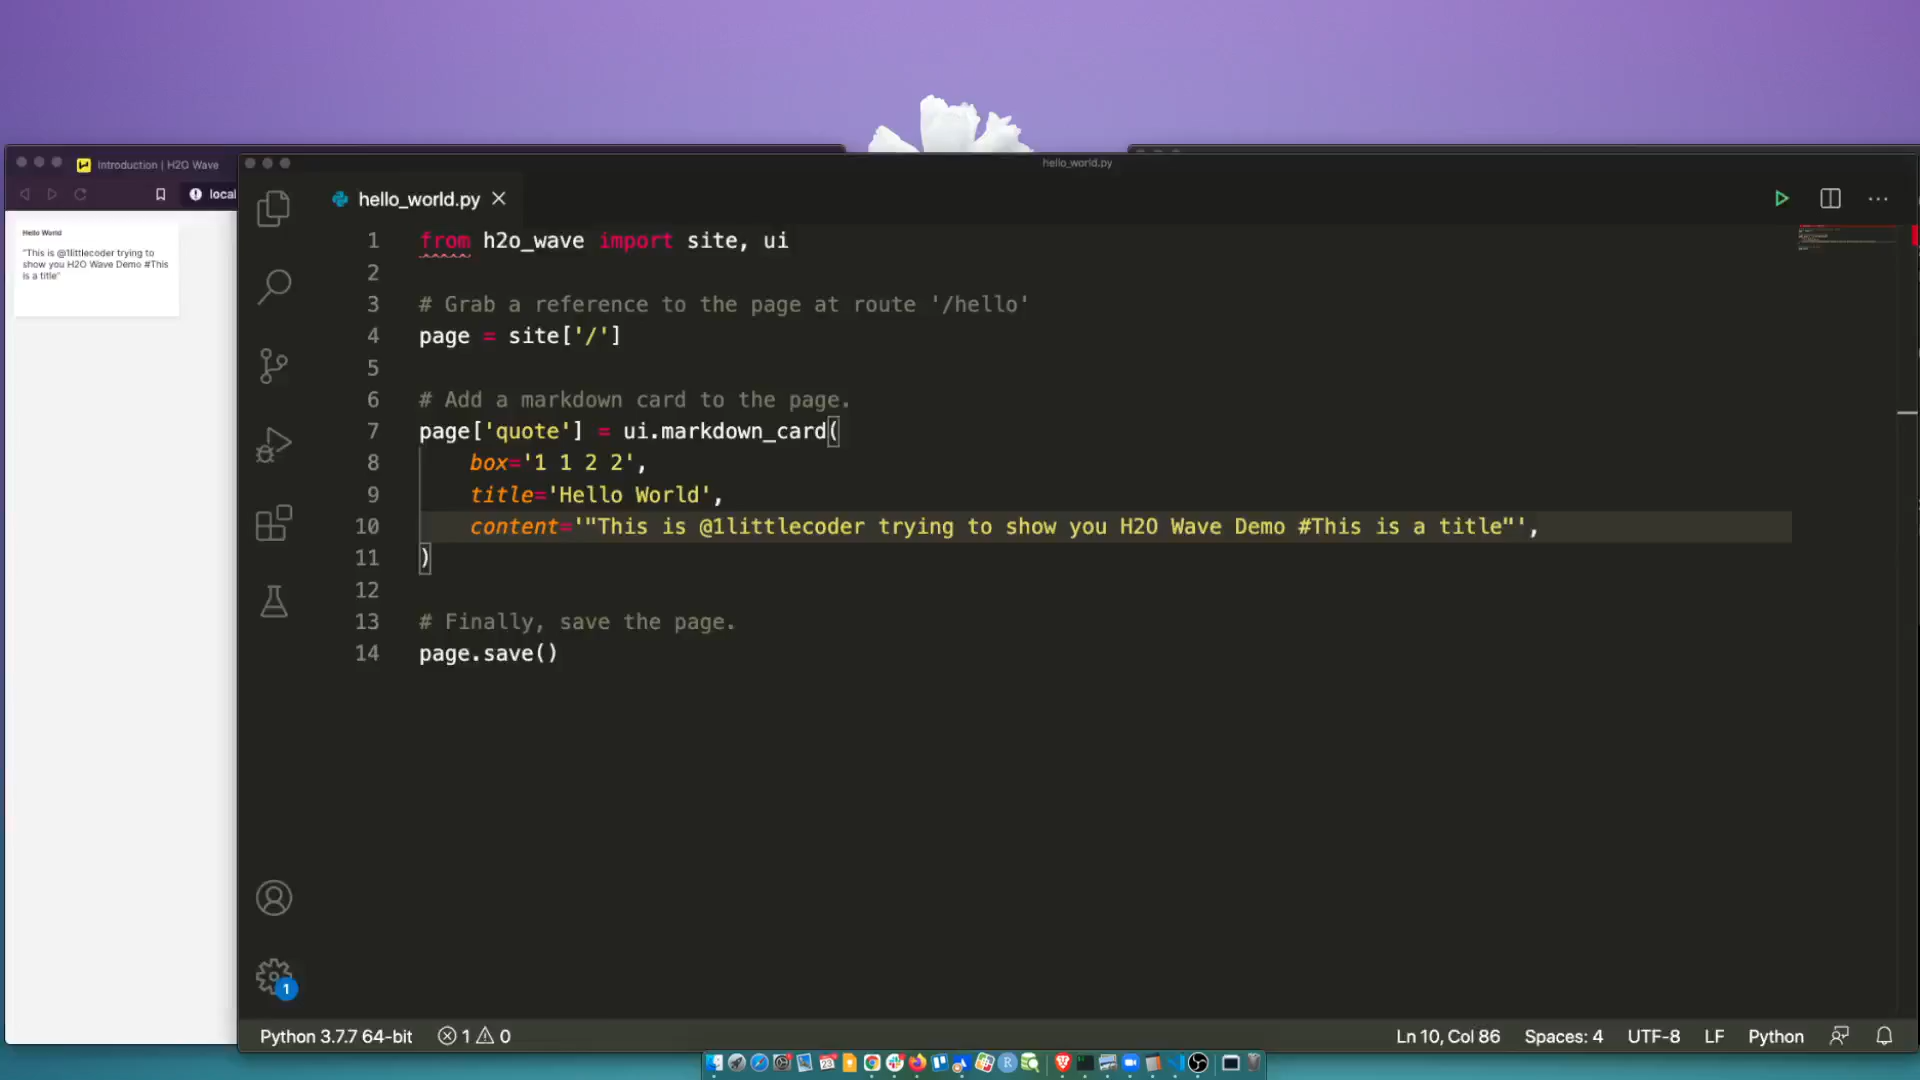 Introduction | H2O Wave
local
Hello World
"This is @1littlecoder trying to
show you H2O Wave Demo #This
is a title"
hello_world.py
hello_world.py
1 from h2o_wave import site, ui
2
3 # Grab a reference to the page at route '/hello'
4 page = site['/']
5
6 # Add a markdown card to the page.
7 page['quote'] = ui.markdown_card(
8 box='1 1 2 2',
9 title='Hello World',
10 content='"This is @1littlecoder trying to show you H2O Wave Demo #This is a title"',
11 )
12
13 # Finally, save the page.
14 page.save()
1
Python 3.7.7 64-bit 1 0 Ln 10, Col 86 Spaces: 4 UTF-8 LF Python
23